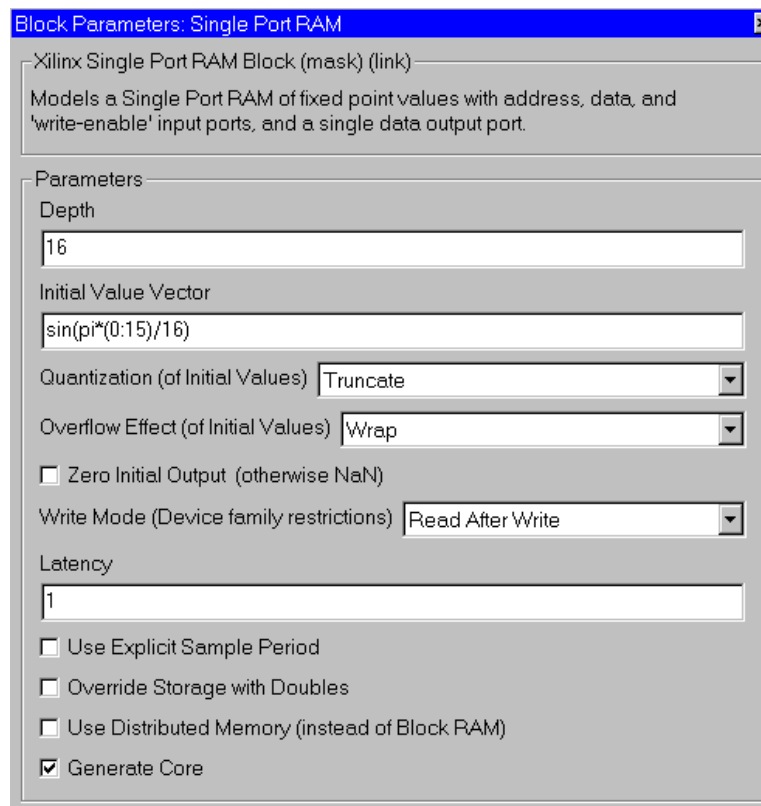 Block Parameters: Single Port RAM
Xilinx Single Port RAM Block (mask) (link)
Models a Single Port RAM of fixed point values with address, data, and
'write-enable' input ports, and a single data output port.
Parameters
Depth
16
Initial Value Vector
sin(pi*(0:15)/16)
Quantization (of Initial Values) Truncate
Overflow Effect (of Initial Values) Wrap
Zero Initial Output (otherwise NaN)
Write Mode (Device family restrictions) Read After Write
Latency
1
Use Explicit Sample Period
Override Storage with Doubles
Use Distributed Memory (instead of Block RAM)
Generate Core